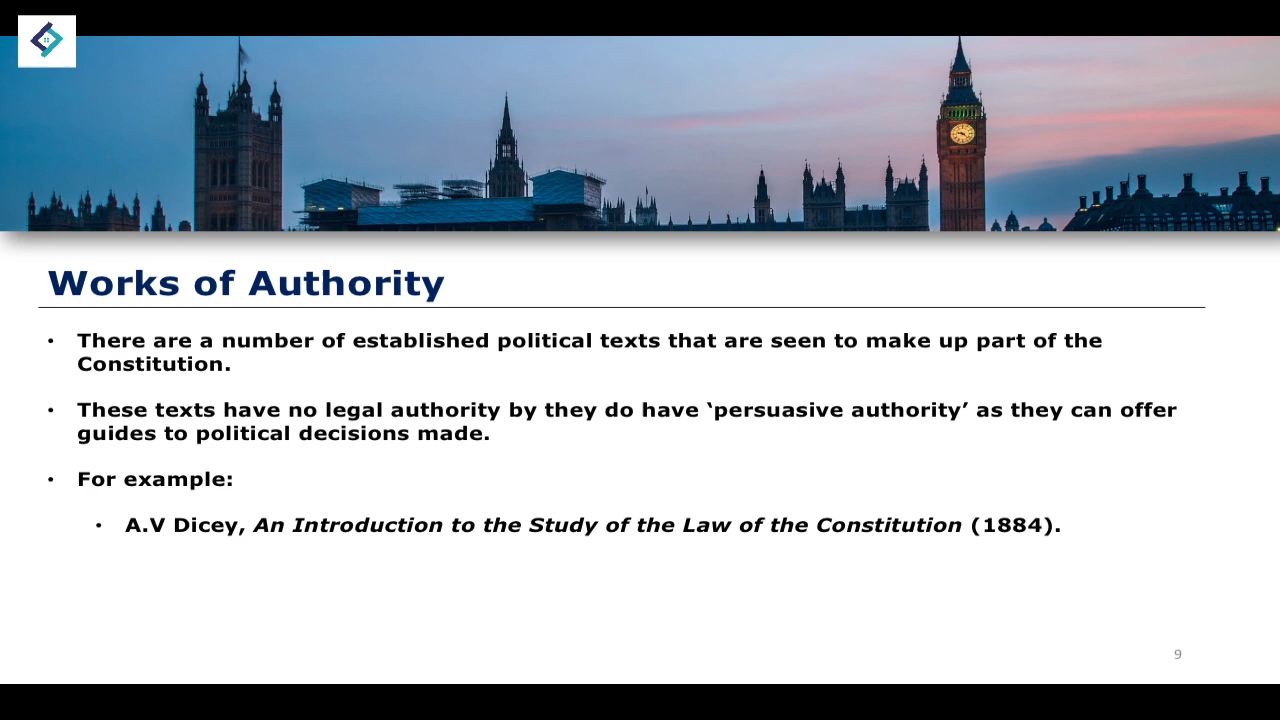 Works of Authority
• There are a number of established political texts that are seen to make up part of the
Constitution.
• These texts have no legal authority by they do have ‘persuasive authority’ as they can offer
guides to political decisions made.
• For example:
• A.V Dicey, An Introduction to the Study of the Law of the Constitution (1884).
9